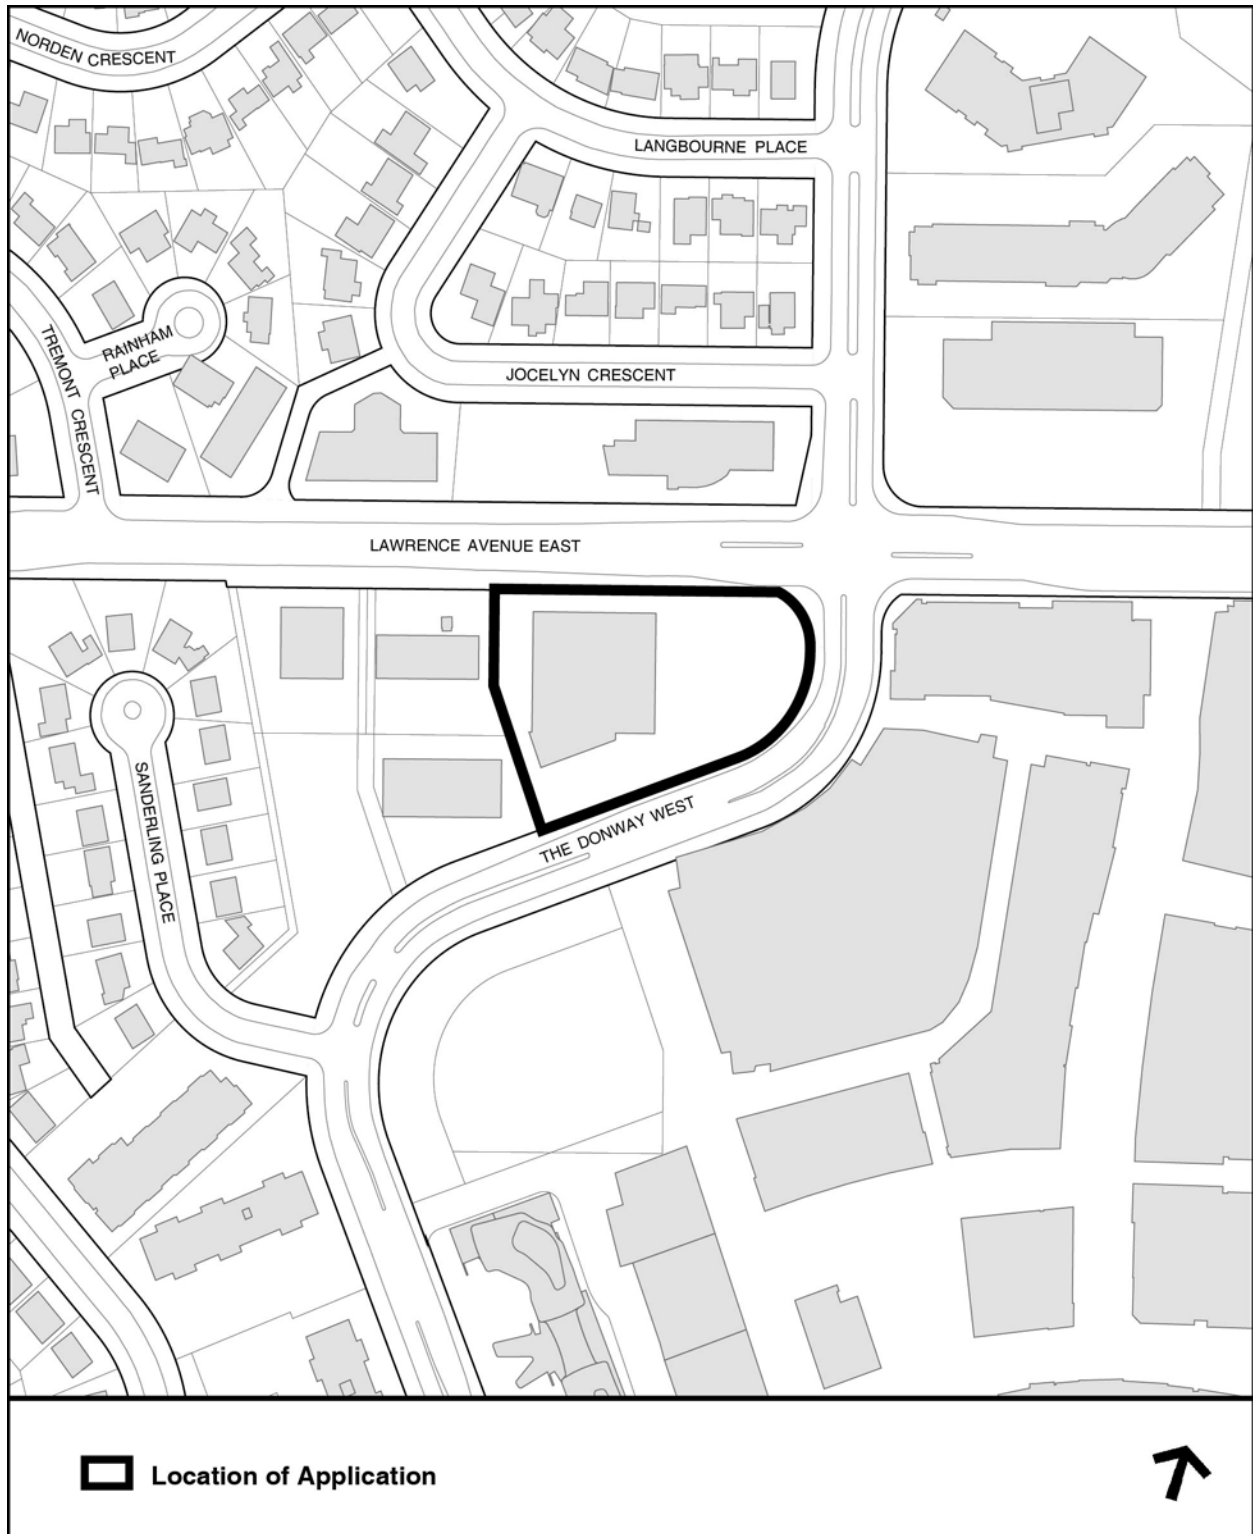 NORDEN CRESCENT
LANGBOURNE PLACE
RAINHAM
PLACE
TREMONT CRESCENT
JOCELYN CRESCENT
LAWRENCE AVENUE EAST
SANDERLING PLACE
THE DONWAY WEST
Location of Application